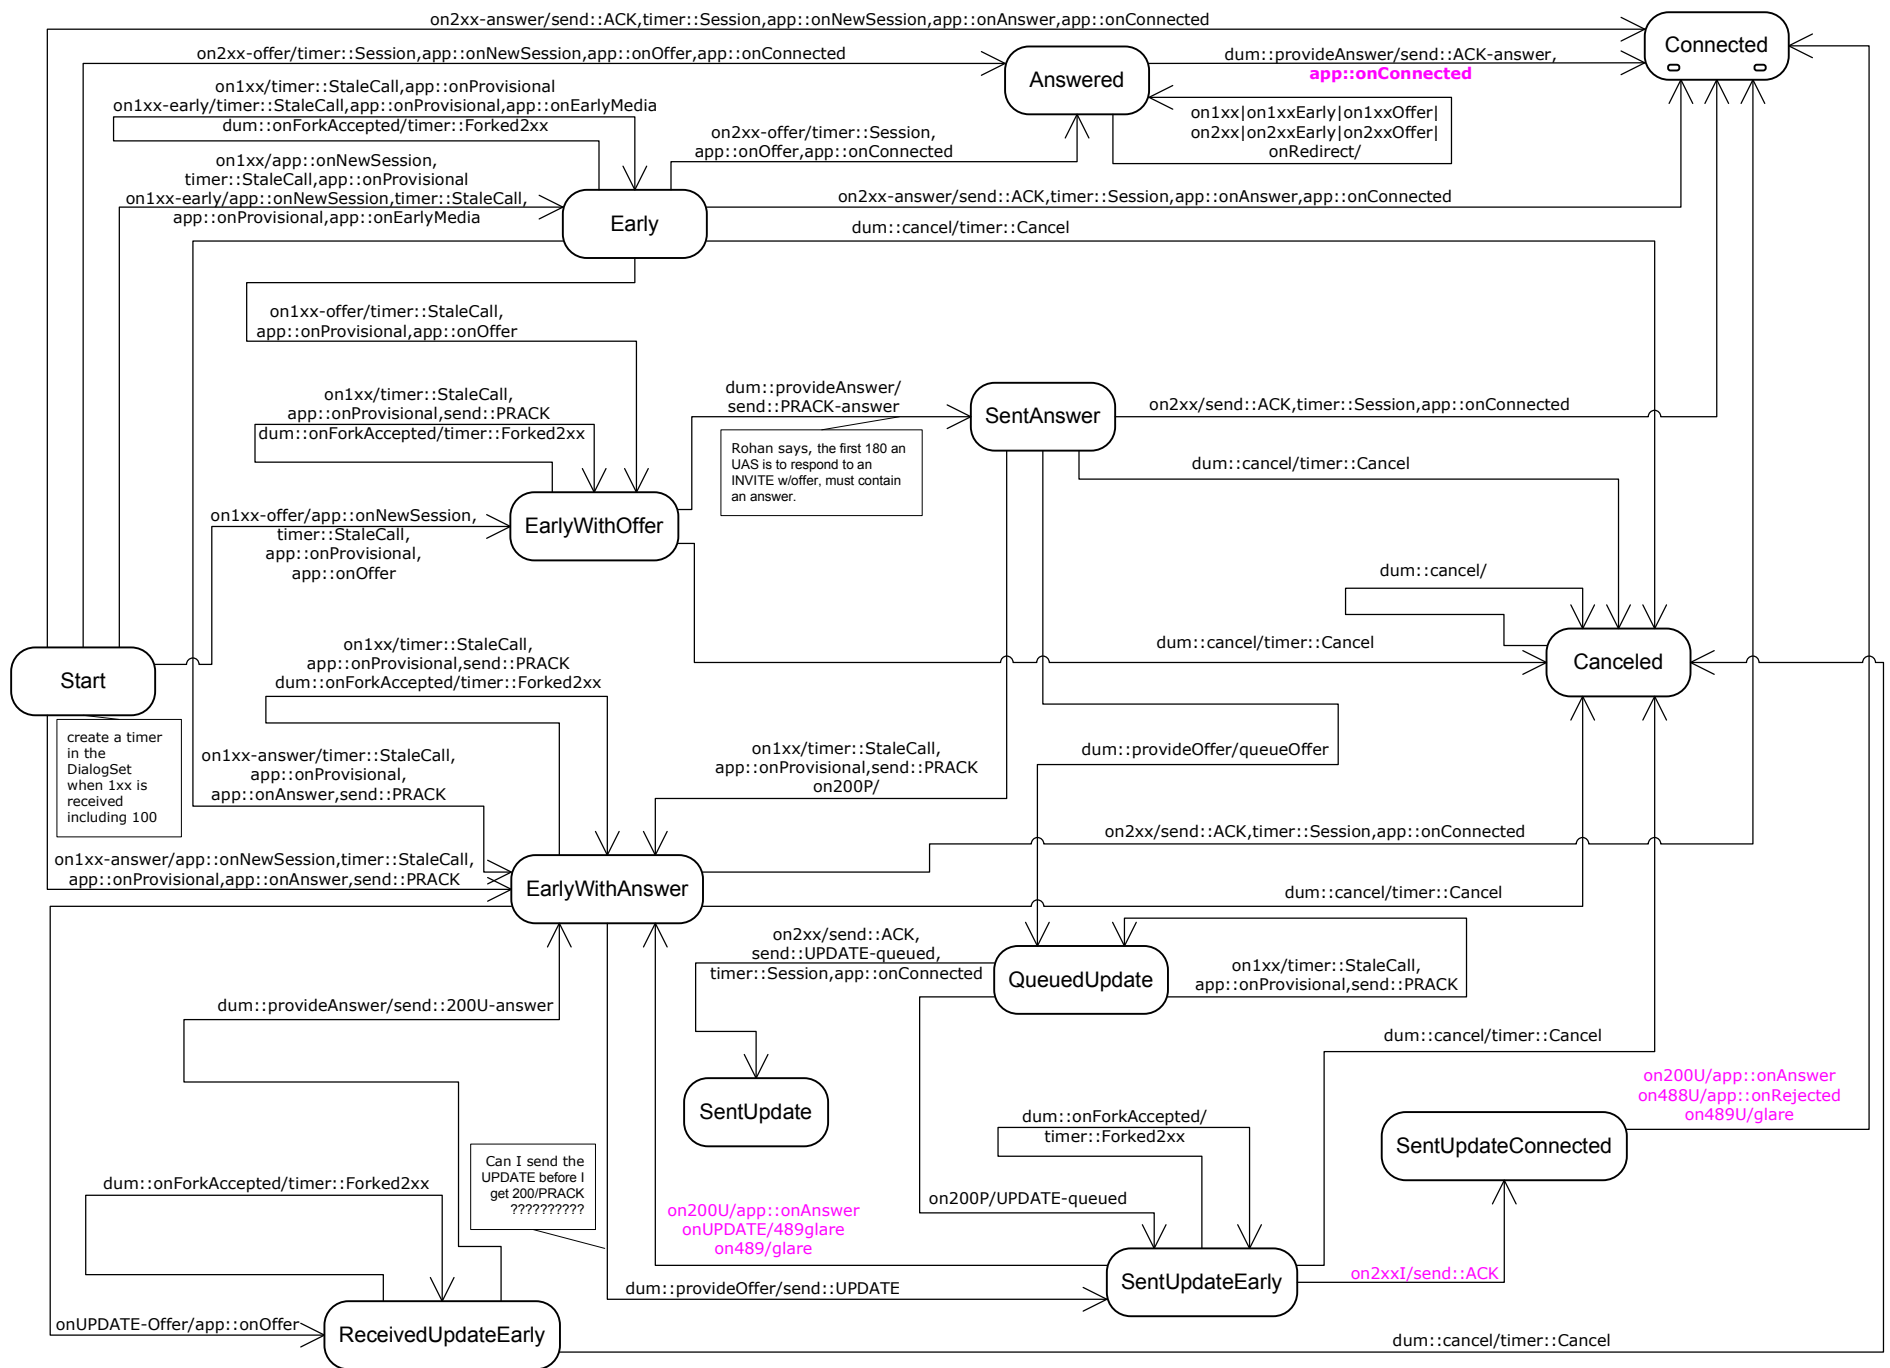 on2xx-answer/send::ACK,timer::Session,app::onNewSession,app::onAnswer,app::onConnected
Connected
on2xx-offer/timer::Session,app::onNewSession,app::onOffer,app::onConnected
Answered
dum::provideAnswer/send::ACK-answer,
app::onConnected
on1xx/timer::StaleCall,app::onProvisional
on1xx-early/timer::StaleCall,app::onProvisional,app::onEarlyMedia
dum::onForkAccepted/timer::Forked2xx
on1xx|on1xxEarly|on1xxOffer|
on2xx|on2xxEarly|on2xxOffer|
onRedirect/
on2xx-offer/timer::Session,
app::onOffer,app::onConnected
on1xx/app::onNewSession,
timer::StaleCall,app::onProvisional
on1xx-early/app::onNewSession,timer::StaleCall,
app::onProvisional,app::onEarlyMedia
Early
on2xx-answer/send::ACK,timer::Session,app::onAnswer,app::onConnected
dum::cancel/timer::Cancel
on1xx-offer/timer::StaleCall,
app::onProvisional,app::onOffer
on1xx/timer::StaleCall,
app::onProvisional,send::PRACK
dum::onForkAccepted/timer::Forked2xx
dum::provideAnswer/
send::PRACK-answer
SentAnswer
on2xx/send::ACK,timer::Session,app::onConnected
Rohan says, the first 180 an
UAS is to respond to an
INVITE w/offer, must contain
an answer.
dum::cancel/timer::Cancel
on1xx-offer/app::onNewSession,
timer::StaleCall,
app::onProvisional,
app::onOffer
EarlyWithOffer
dum::cancel/
on1xx/timer::StaleCall,
app::onProvisional,send::PRACK
dum::onForkAccepted/timer::Forked2xx
dum::cancel/timer::Cancel
Canceled
Start
create a timer
in the
DialogSet
when 1xx is
received
including 100
on1xx-answer/timer::StaleCall,
app::onProvisional,
app::onAnswer,send::PRACK
on1xx/timer::StaleCall,
app::onProvisional,send::PRACK
on200P/
dum::provideOffer/queueOffer
on2xx/send::ACK,timer::Session,app::onConnected
on1xx-answer/app::onNewSession,timer::StaleCall,
app::onProvisional,app::onAnswer,send::PRACK
EarlyWithAnswer
dum::cancel/timer::Cancel
on2xx/send::ACK,
send::UPDATE-queued,
timer::Session,app::onConnected
QueuedUpdate
on1xx/timer::StaleCall,
app::onProvisional,send::PRACK
dum::provideAnswer/send::200U-answer
dum::cancel/timer::Cancel
SentUpdate
on200U/app::onAnswer
on488U/app::onRejected
on489U/glare
dum::onForkAccepted/
timer::Forked2xx
SentUpdateConnected
Can I send the
UPDATE before I
get 200/PRACK
??????????
dum::onForkAccepted/timer::Forked2xx
on200P/UPDATE-queued
on200U/app::onAnswer
onUPDATE/489glare
on489/glare
SentUpdateEarly
on2xxI/send::ACK
dum::provideOffer/send::UPDATE
onUPDATE-Offer/app::onOffer
ReceivedUpdateEarly
dum::cancel/timer::Cancel